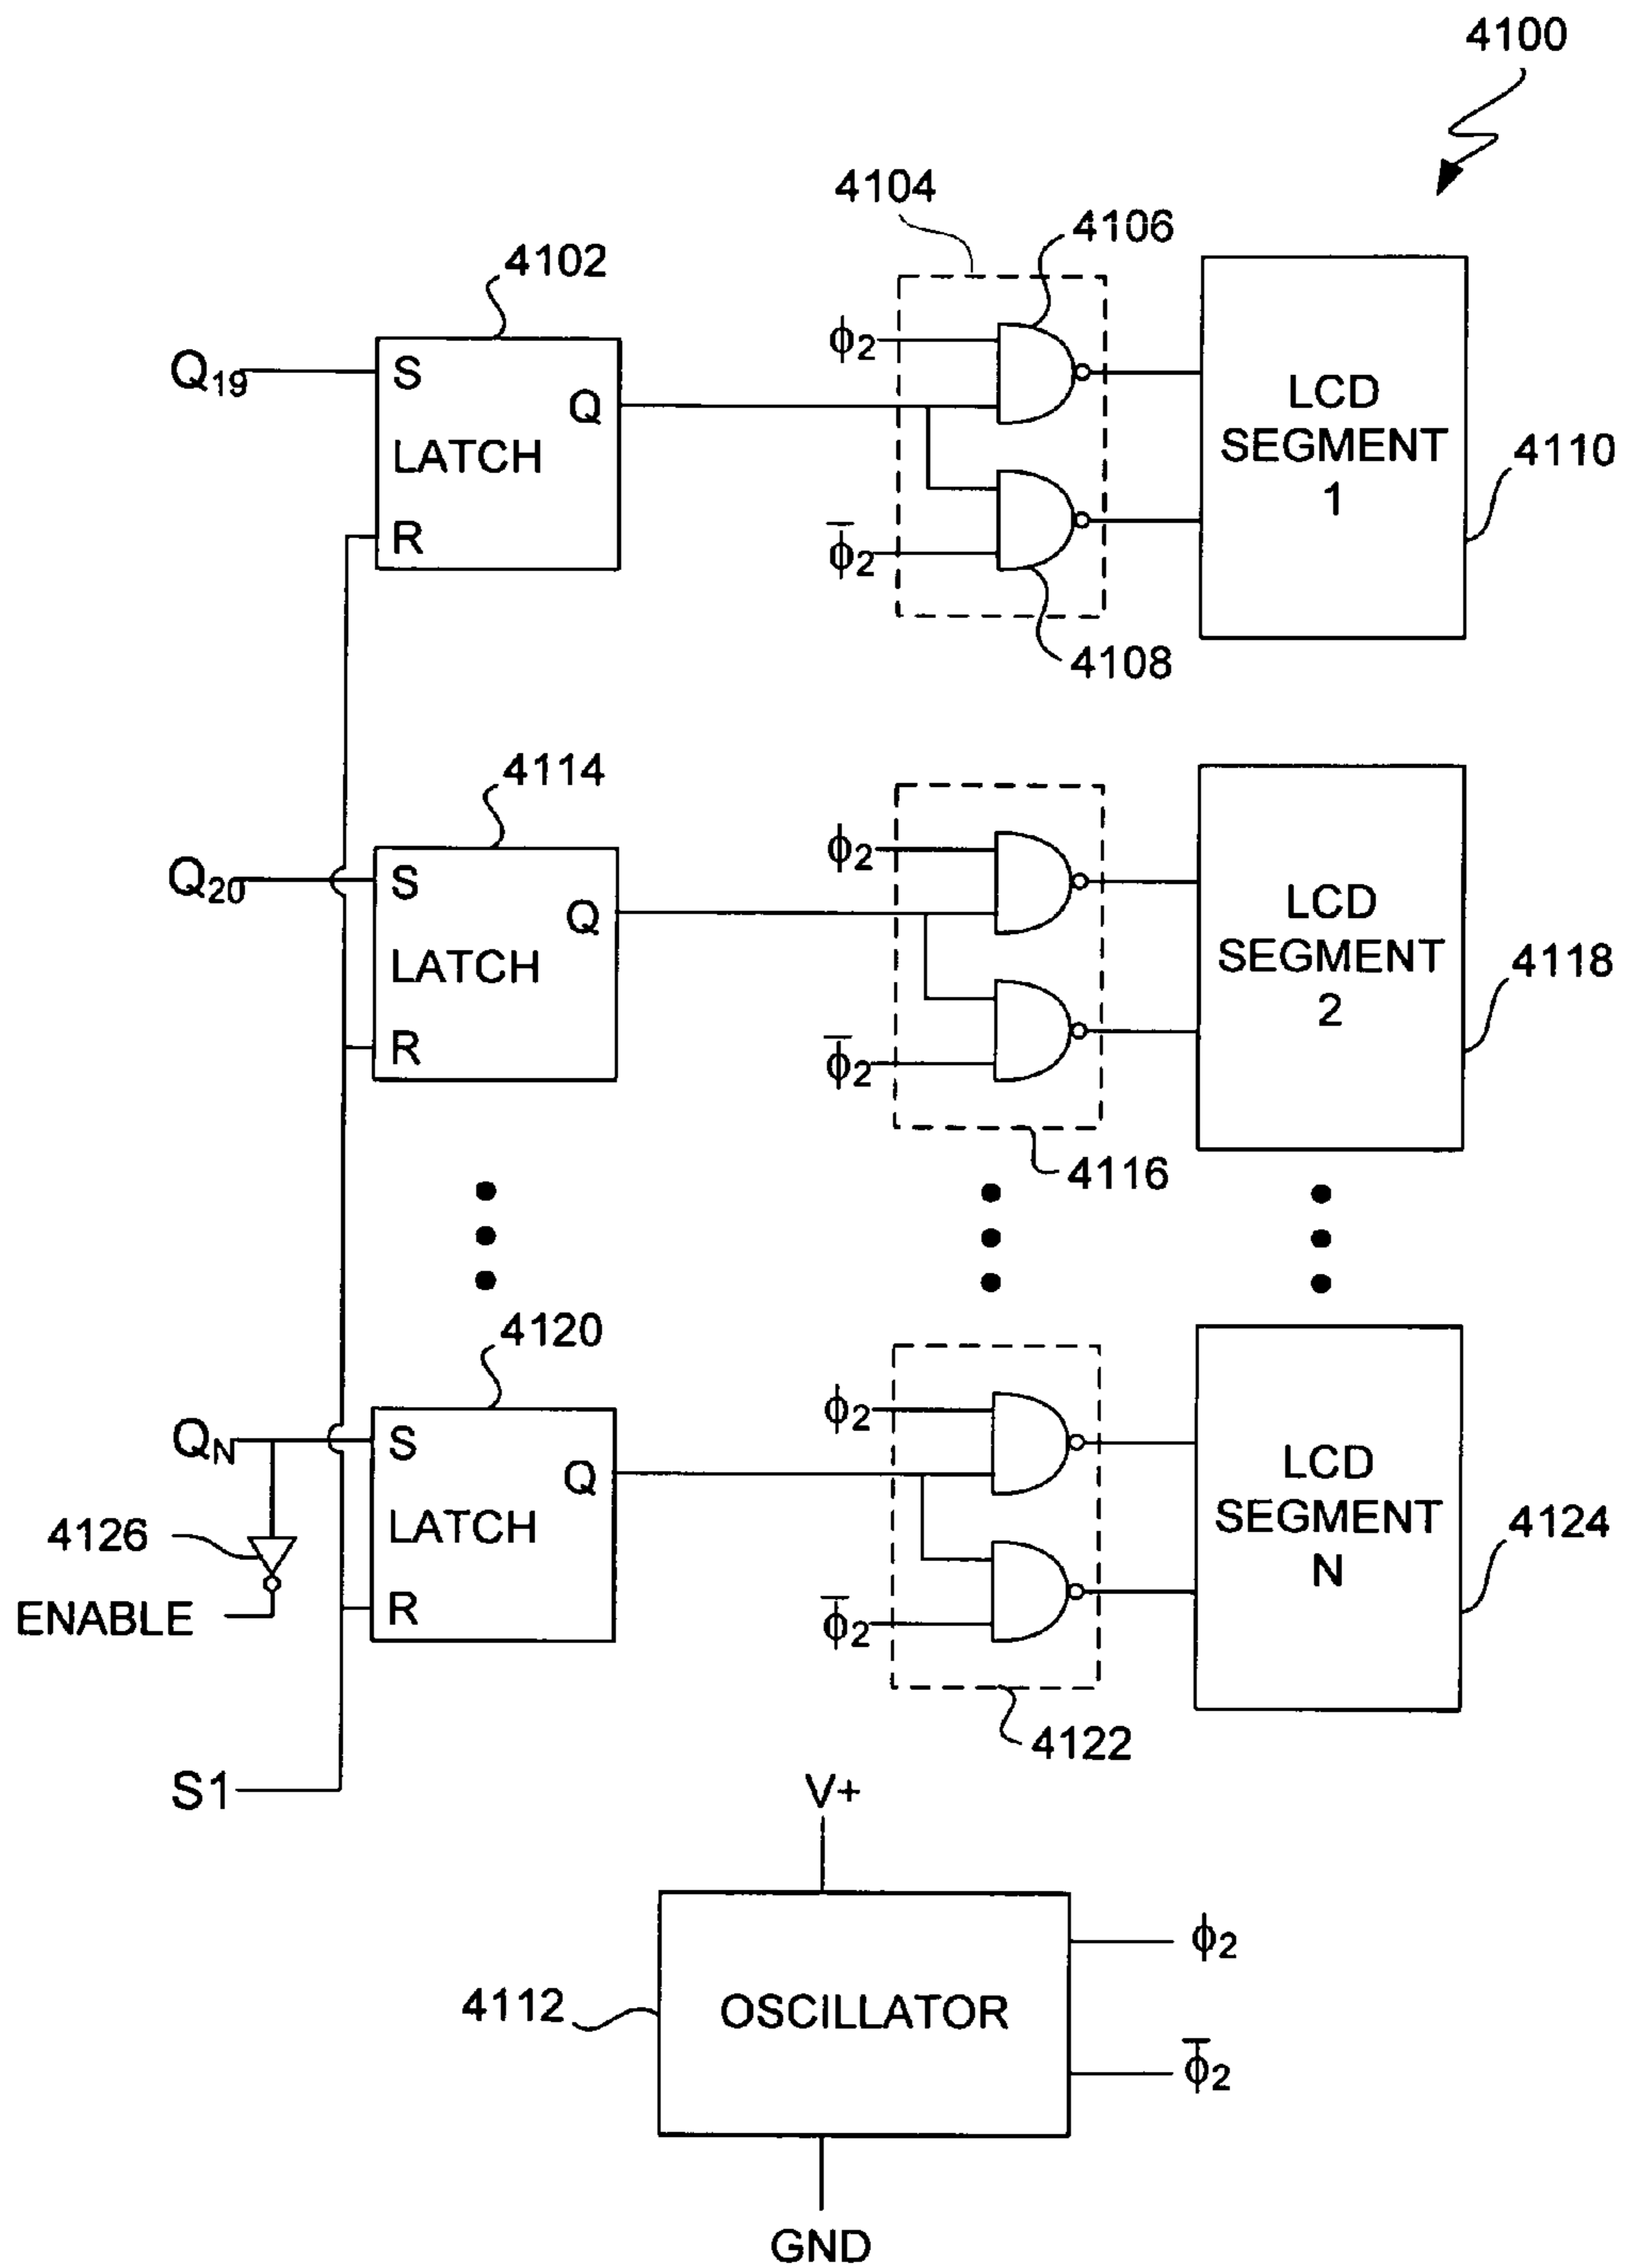 4100
4104
4106
4102
Q19
S
Q
LATCH
R
ϕ2
ϕ̅2
LCD
SEGMENT
1
4110
4108
4114
Q20
S
Q
LATCH
R
ϕ2
ϕ̅2
LCD
SEGMENT
2
4118
4116
4120
QN
S
Q
LATCH
R
4126
ENABLE
ϕ2
ϕ̅2
LCD
SEGMENT
N
4124
4122
S1
V+
4112
OSCILLATOR
ϕ2
ϕ̅2
GND